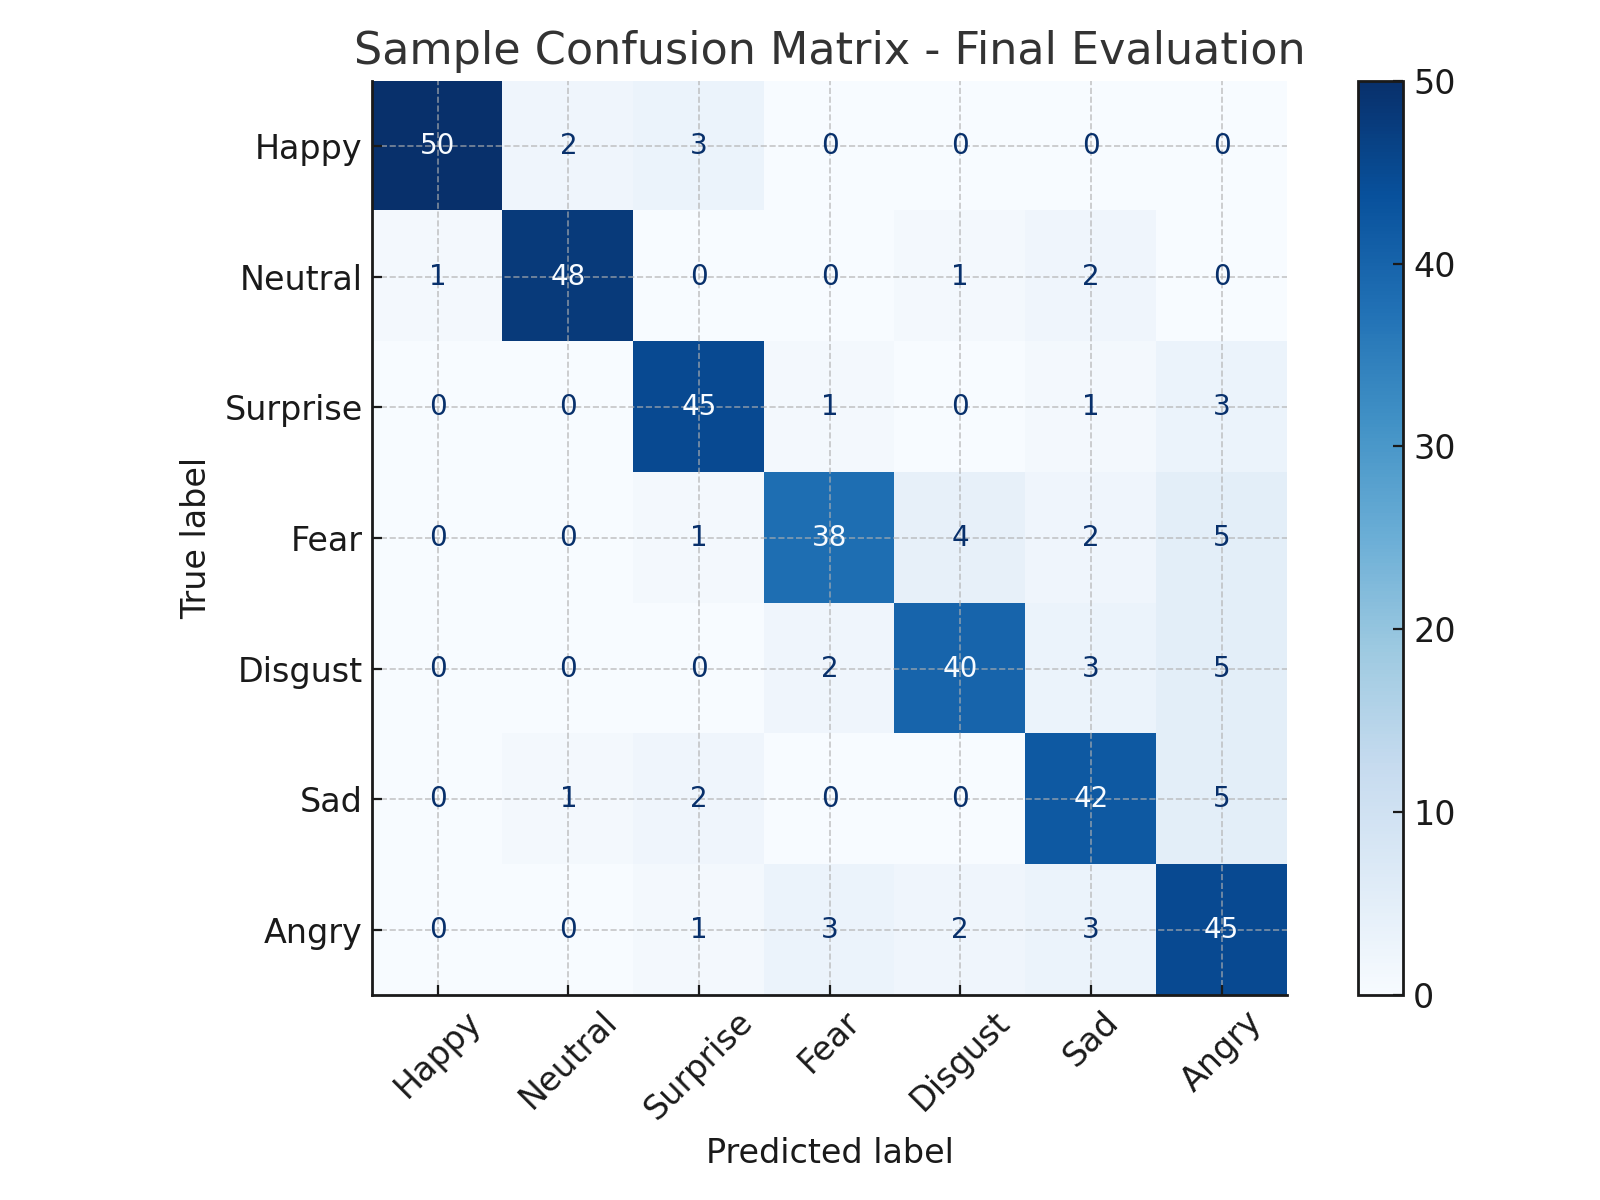 Sample Confusion Matrix - Final Evaluation
50
Happy 50 2 3 0 0 0 0
40
Neutral 1 48 0 0 1 2 0
Surprise 0 0 45 1 0 1 3
30
True label
Fear 0 0 1 38 4 2 5
20
Disgust 0 0 0 2 40 3 5
Sad 0 1 2 0 0 42 5
10
Angry 0 0 1 3 2 3 45
0
Happy Neutral Surprise Fear Disgust Sad Angry
Predicted label